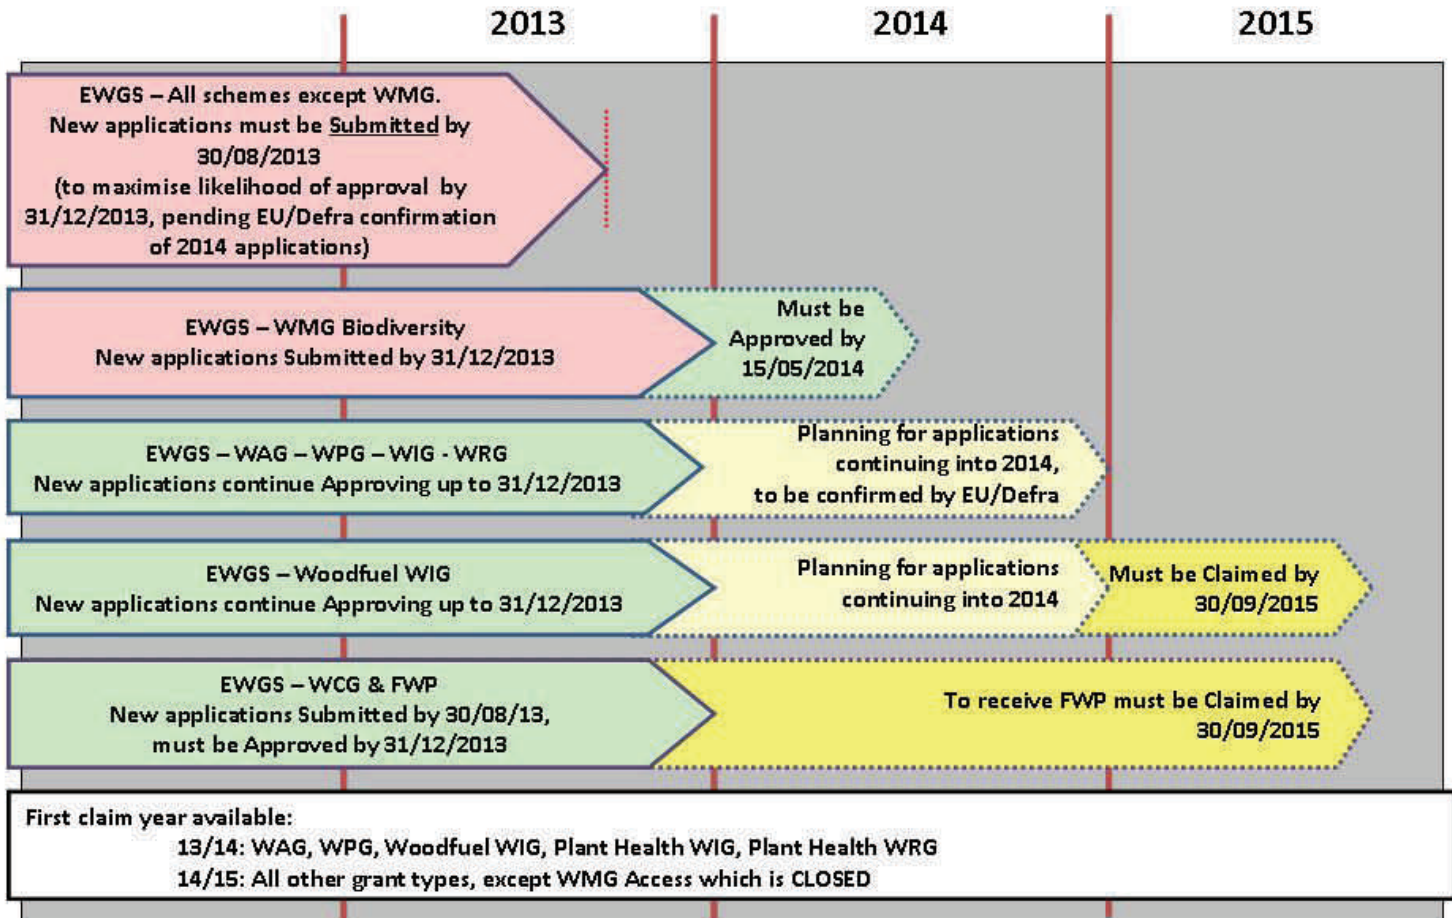 2013
2014
2015
EWGS – All schemes except WMG.
New applications must be Submitted by
30/08/2013
(to maximise likelihood of approval by
31/12/2013, pending EU/Defra confirmation
of 2014 applications)
EWGS – WMG Biodiversity
New applications Submitted by 31/12/2013
Must be
Approved by
15/05/2014
EWGS – WAG – WPG – WIG - WRG
New applications continue Approving up to 31/12/2013
Planning for applications
continuing into 2014,
to be confirmed by EU/Defra
EWGS – Woodfuel WIG
New applications continue Approving up to 31/12/2013
Planning for applications
continuing into 2014
Must be Claimed by
30/09/2015
EWGS – WCG & FWP
New applications Submitted by 30/08/13,
must be Approved by 31/12/2013
To receive FWP must be Claimed by
30/09/2015
First claim year available:
13/14: WAG, WPG, Woodfuel WIG, Plant Health WIG, Plant Health WRG
14/15: All other grant types, except WMG Access which is CLOSED